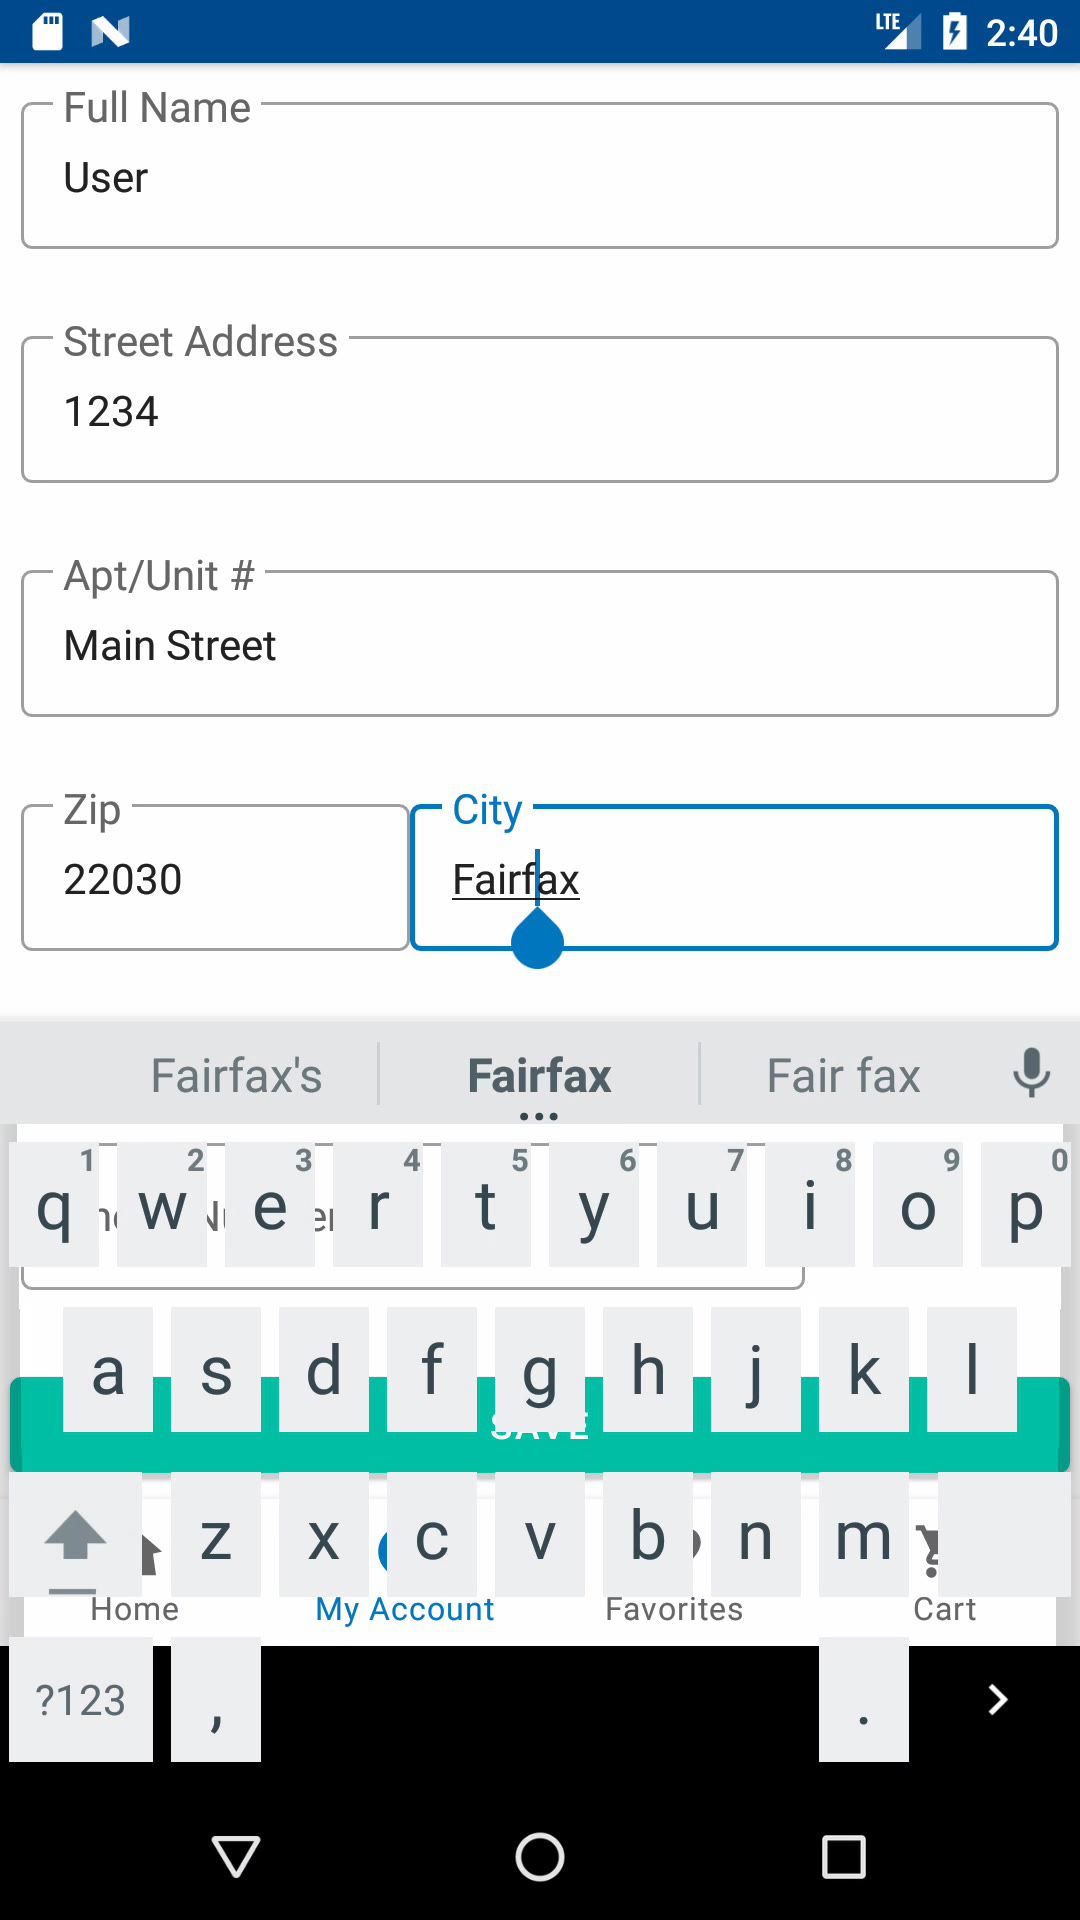 LTE 2:40
Full Name
User
Street Address
1234
Apt/Unit #
Main Street
Zip
22030
City
Fairfax
Fairfax's Fairfax Fair fax
1 2 3 4 5 6 7 8 9 0
q w e r t y u i o p
a s d f g h j k l
SAVE
z x c v b n m
Home My Account Favorites Cart
?123 , .